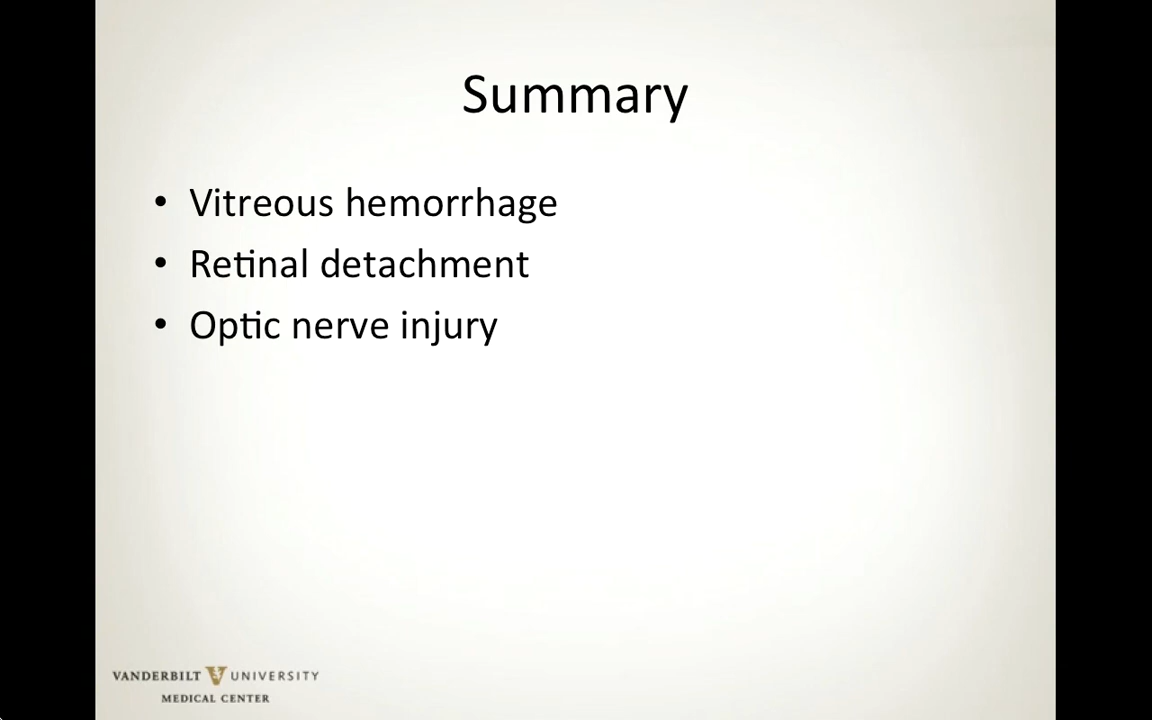 Summary
• Vitreous hemorrhage
• Retinal detachment
• Optic nerve injury
VANDERBILT UNIVERSITY
MEDICAL CENTER